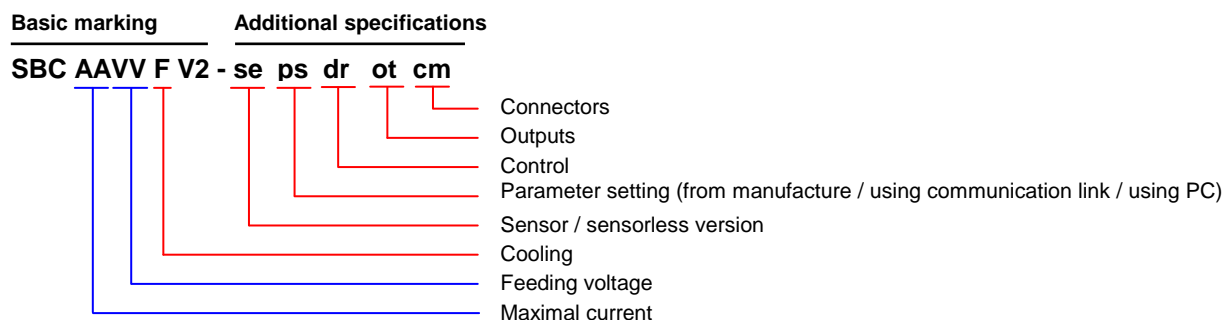 Basic marking Additional specifications
SBC AAVV F V2 - se ps dr ot cm
Connectors
Outputs
Control
Parameter setting (from manufacture / using communication link / using PC)
Sensor / sensorless version
Cooling
Feeding voltage
Maximal current